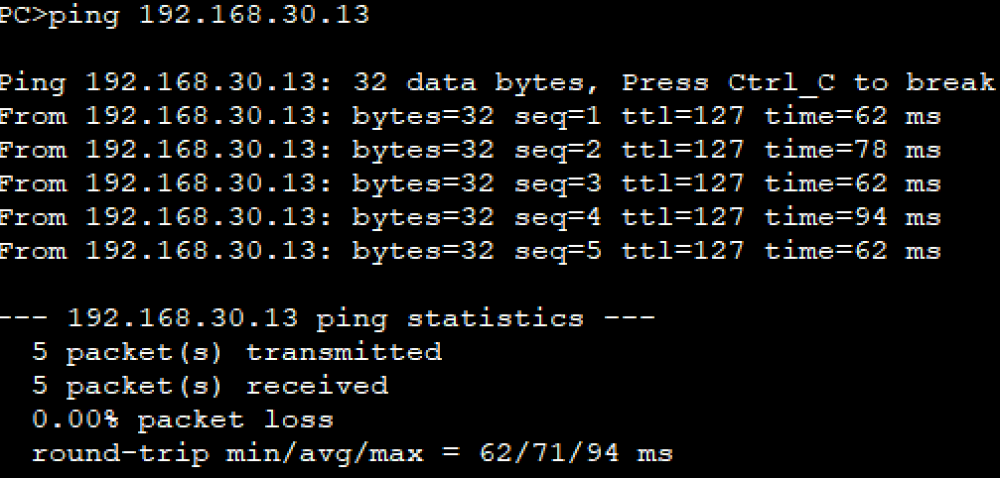 PC>ping 192.168.30.13
Ping 192.168.30.13: 32 data bytes, Press Ctrl_C to break
From 192.168.30.13: bytes=32 seq=1 ttl=127 time=62 ms
From 192.168.30.13: bytes=32 seq=2 ttl=127 time=78 ms
From 192.168.30.13: bytes=32 seq=3 ttl=127 time=62 ms
From 192.168.30.13: bytes=32 seq=4 ttl=127 time=94 ms
From 192.168.30.13: bytes=32 seq=5 ttl=127 time=62 ms
--- 192.168.30.13 ping statistics ---
5 packet(s) transmitted
5 packet(s) received
0.00% packet loss
round-trip min/avg/max = 62/71/94 ms